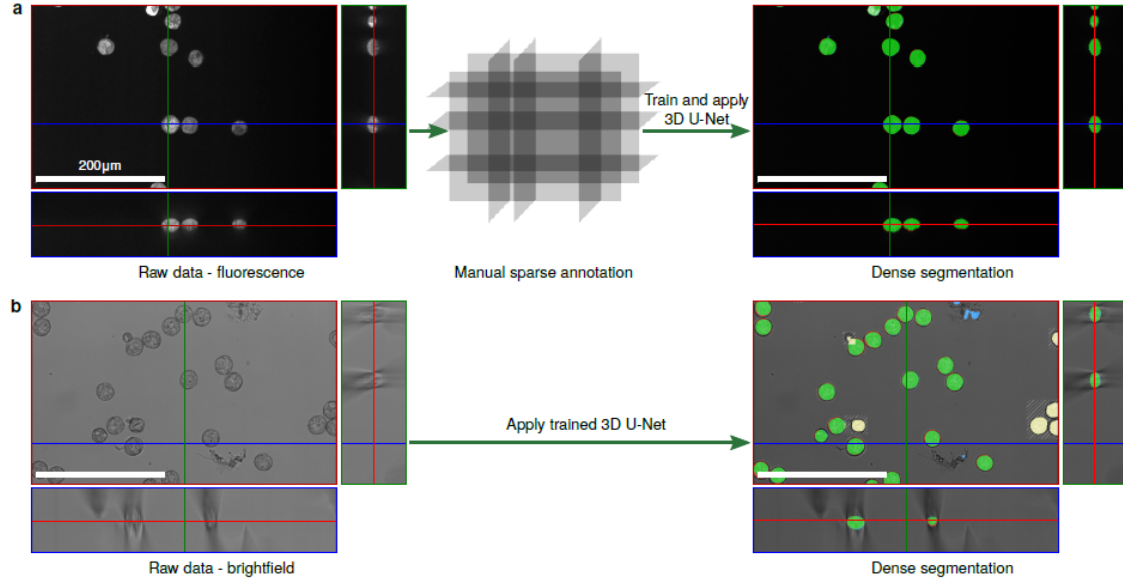 a
200µm
Train and apply
3D U-Net
Raw data - fluorescence
Manual sparse annotation
Dense segmentation
b
Apply trained 3D U-Net
Raw data - brightfield
Dense segmentation